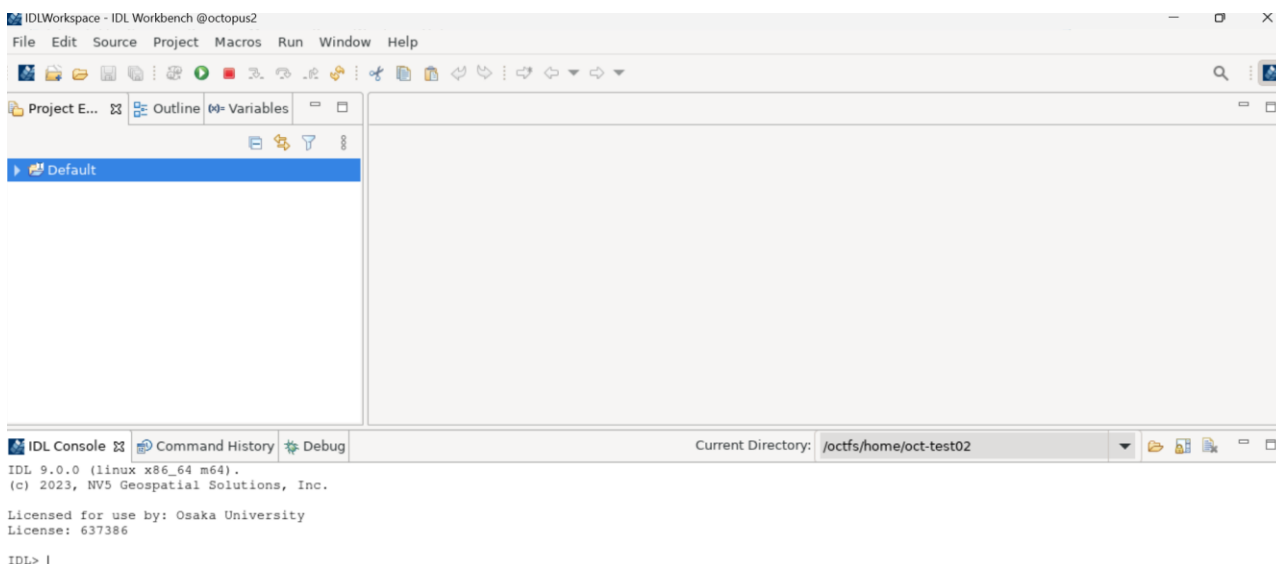 IDLWorkspace - IDL Workbench @octopus2
File Edit Source Project Macros Run Window Help
Project E... Outline (x)= Variables
Default
IDL Console Command History Debug Current Directory: /octfs/home/oct-test02
IDL 9.0.0 (linux x86_64 m64).
(c) 2023, NV5 Geospatial Solutions, Inc.
Licensed for use by: Osaka University
License: 637386
IDL>